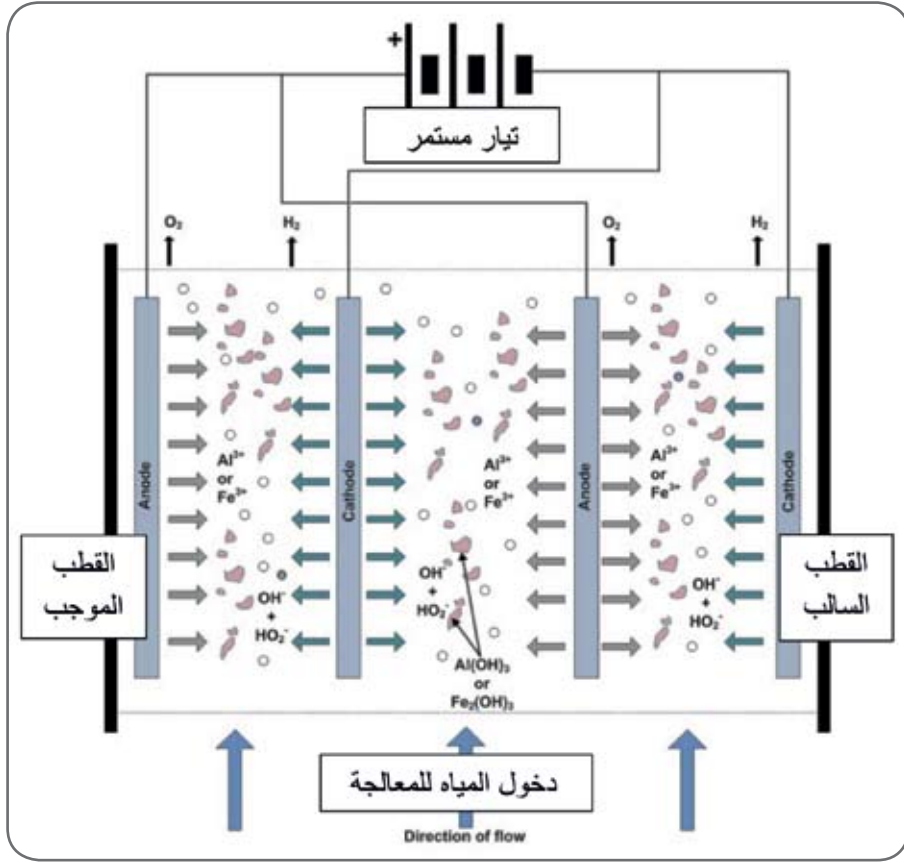 +
تيار مستمر
O₂
H₂
O₂
H₂
Anode
Cathode
Anode
Cathode
Al³⁺
or
Fe³⁺
Al³⁺
or
Fe³⁺
Al³⁺
or
Fe³⁺
القطب
الموجب
القطب
السالب
OH⁻
+
HO₂⁻
OH⁻
+
HO₂⁻
OH⁻
+
HO₂⁻
Al(OH)₃
or
Fe₂(OH)₃
دخول المياه للمعالجة
Direction of flow